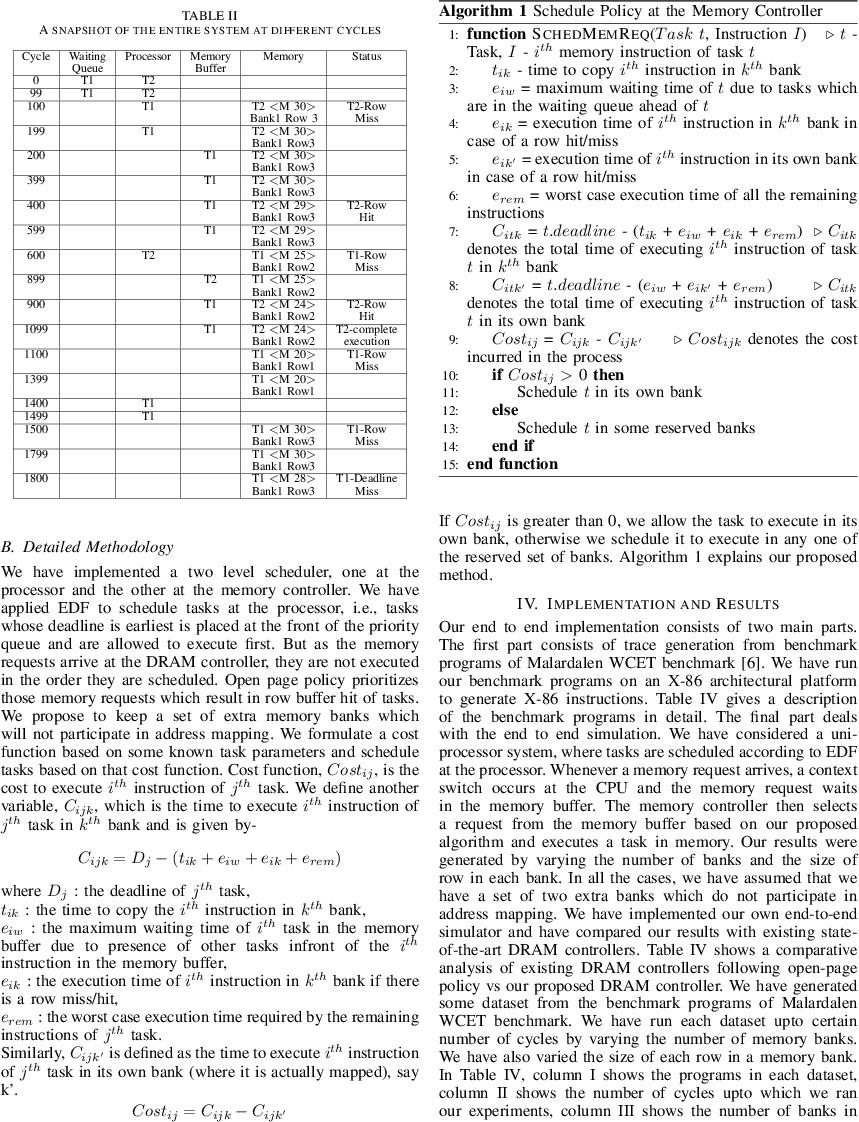 TABLE II
A SNAPSHOT OF THE ENTIRE SYSTEM AT DIFFERENT CYCLES
Cycle Waiting Queue Processor Memory Buffer Memory Status
0 T1 T2
99 T1 T2
100 T1 T2 <M 30> Bank1 Row 3 T2-Row Miss
199 T1 T2 <M 30> Bank1 Row3
200 T1 T2 <M 30> Bank1 Row3
399 T1 T2 <M 30> Bank1 Row3
400 T1 T2 <M 29> Bank1 Row3 T2-Row Hit
599 T1 T2 <M 29> Bank1 Row3
600 T2 T1 <M 25> Bank1 Row2 T1-Row Miss
899 T2 T1 <M 25> Bank1 Row2
900 T1 T2 <M 24> Bank1 Row2 T2-Row Hit
1099 T1 T2 <M 24> Bank1 Row2 T2-complete execution
1100 T1 <M 20> Bank1 Row1 T1-Row Miss
1399 T1 <M 20> Bank1 Row1
1400 T1
1499 T1
1500 T1 <M 30> Bank1 Row3 T1-Row Miss
1799 T1 <M 30> Bank1 Row3
1800 T1 <M 28> Bank1 Row3 T1-Deadline Miss
B. Detailed Methodology
We have implemented a two level scheduler, one at the
processor and the other at the memory controller. We have
applied EDF to schedule tasks at the processor, i.e., tasks
whose deadline is earliest is placed at the front of the priority
queue and are allowed to execute first. But as the memory
requests arrive at the DRAM controller, they are not executed
in the order they are scheduled. Open page policy prioritizes
those memory requests which result in row buffer hit of tasks.
We propose to keep a set of extra memory banks which
will not participate in address mapping. We formulate a cost
function based on some known task parameters and schedule
tasks based on that cost function. Cost function, Cost_{ij}, is the
cost to execute i^{th} instruction of j^{th} task. We define another
variable, C_{ijk}, which is the time to execute i^{th} instruction of
j^{th} task in k^{th} bank and is given by-
C_{ijk} = D_j − (t_{ik} + e_{iw} + e_{ik} + e_{rem})
where D_j : the deadline of j^{th} task,
t_{ik} : the time to copy the i^{th} instruction in k^{th} bank,
e_{iw} : the maximum waiting time of i^{th} task in the memory
buffer due to presence of other tasks infront of the i^{th}
instruction in the memory buffer,
e_{ik} : the execution time of i^{th} instruction in k^{th} bank if there
is a row miss/hit,
e_{rem} : the worst case execution time required by the remaining
instructions of j^{th} task.
Similarly, C_{ijk'} is defined as the time to execute i^{th} instruction
of j^{th} task in its own bank (where it is actually mapped), say
k'.
Cost_{ij} = C_{ijk} − C_{ijk'}
Algorithm 1 Schedule Policy at the Memory Controller
1: function SCHEDMEMREQ(Task t, Instruction I) ▷ t -
Task, I - i^{th} memory instruction of task t
2: t_{ik} - time to copy i^{th} instruction in k^{th} bank
3: e_{iw} = maximum waiting time of t due to tasks which
are in the waiting queue ahead of t
4: e_{ik} = execution time of i^{th} instruction in k^{th} bank in
case of a row hit/miss
5: e_{ik'} = execution time of i^{th} instruction in its own bank
in case of a row hit/miss
6: e_{rem} = worst case execution time of all the remaining
instructions
7: C_{itk} = t.deadline - (t_{ik} + e_{iw} + e_{ik} + e_{rem}) ▷ C_{itk}
denotes the total time of executing i^{th} instruction of task
t in k^{th} bank
8: C_{itk'} = t.deadline - (e_{iw} + e_{ik'} + e_{rem}) ▷ C_{itk}
denotes the total time of executing i^{th} instruction of task
t in its own bank
9: Cost_{ij} = C_{ijk} - C_{ijk'} ▷ Cost_{ijk} denotes the cost
incurred in the process
10: if Cost_{ij} > 0 then
11: Schedule t in its own bank
12: else
13: Schedule t in some reserved banks
14: end if
15: end function
If Cost_{ij} is greater than 0, we allow the task to execute in its
own bank, otherwise we schedule it to execute in any one of
the reserved set of banks. Algorithm 1 explains our proposed
method.
IV. IMPLEMENTATION AND RESULTS
Our end to end implementation consists of two main parts.
The first part consists of trace generation from benchmark
programs of Malardalen WCET benchmark [6]. We have run
our benchmark programs on an X-86 architectural platform
to generate X-86 instructions. Table IV gives a description
of the benchmark programs in detail. The final part deals
with the end to end simulation. We have considered a uni-
processor system, where tasks are scheduled according to EDF
at the processor. Whenever a memory request arrives, a context
switch occurs at the CPU and the memory request waits
in the memory buffer. The memory controller then selects
a request from the memory buffer based on our proposed
algorithm and executes a task in memory. Our results were
generated by varying the number of banks and the size of
row in each bank. In all the cases, we have assumed that we
have a set of two extra banks which do not participate in
address mapping. We have implemented our own end-to-end
simulator and have compared our results with existing state-
of-the-art DRAM controllers. Table IV shows a comparative
analysis of existing DRAM controllers following open-page
policy vs our proposed DRAM controller. We have generated
some dataset from the benchmark programs of Malardalen
WCET benchmark. We have run each dataset upto certain
number of cycles by varying the number of memory banks.
We have also varied the size of each row in a memory bank.
In Table IV, column I shows the programs in each dataset,
column II shows the number of cycles upto which we ran
our experiments, column III shows the number of banks in